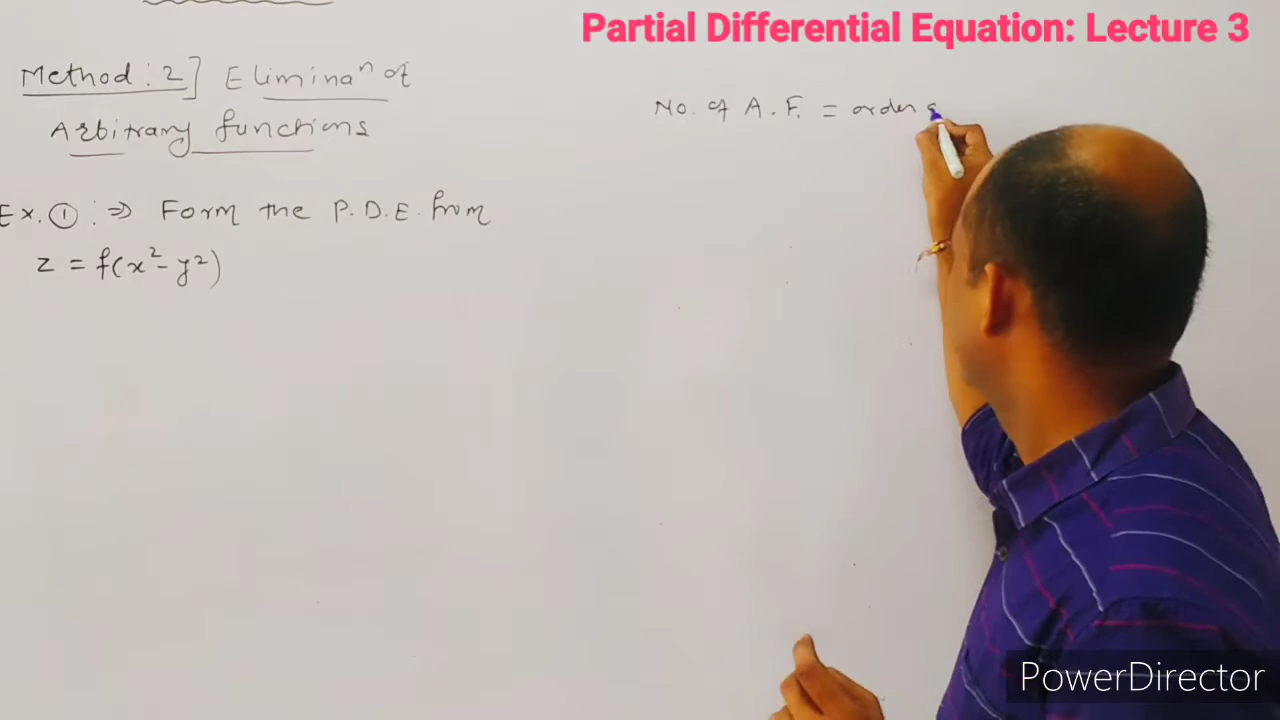 Partial Differential Equation: Lecture 3
Method : 2] Elimina^n of
Arbitrary functions
No. of A. F. = order
Ex. ① :⇒ Form the P.D.E. from
z = f(x² - y²)
PowerDirector